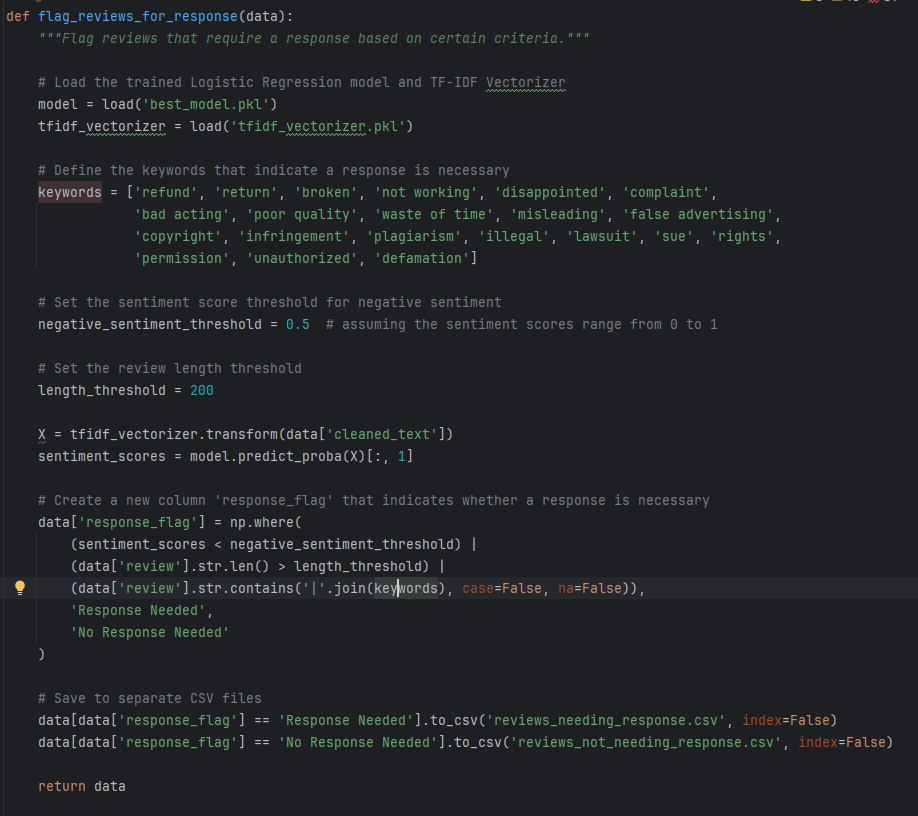 def flag_reviews_for_response(data):
    """Flag reviews that require a response based on certain criteria."""

    # Load the trained Logistic Regression model and TF-IDF Vectorizer
    model = load('best_model.pkl')
    tfidf_vectorizer = load('tfidf_vectorizer.pkl')

    # Define the keywords that indicate a response is necessary
    keywords = ['refund', 'return', 'broken', 'not working', 'disappointed', 'complaint',
                'bad acting', 'poor quality', 'waste of time', 'misleading', 'false advertising',
                'copyright', 'infringement', 'plagiarism', 'illegal', 'lawsuit', 'sue', 'rights',
                'permission', 'unauthorized', 'defamation']

    # Set the sentiment score threshold for negative sentiment
    negative_sentiment_threshold = 0.5  # assuming the sentiment scores range from 0 to 1

    # Set the review length threshold
    length_threshold = 200

    X = tfidf_vectorizer.transform(data['cleaned_text'])
    sentiment_scores = model.predict_proba(X)[:, 1]

    # Create a new column 'response_flag' that indicates whether a response is necessary
    data['response_flag'] = np.where(
        (sentiment_scores < negative_sentiment_threshold) |
        (data['review'].str.len() > length_threshold) |
        (data['review'].str.contains('|'.join(keywords), case=False, na=False)),
        'Response Needed',
        'No Response Needed'
    )

    # Save to separate CSV files
    data[data['response_flag'] == 'Response Needed'].to_csv('reviews_needing_response.csv', index=False)
    data[data['response_flag'] == 'No Response Needed'].to_csv('reviews_not_needing_response.csv', index=False)

    return data